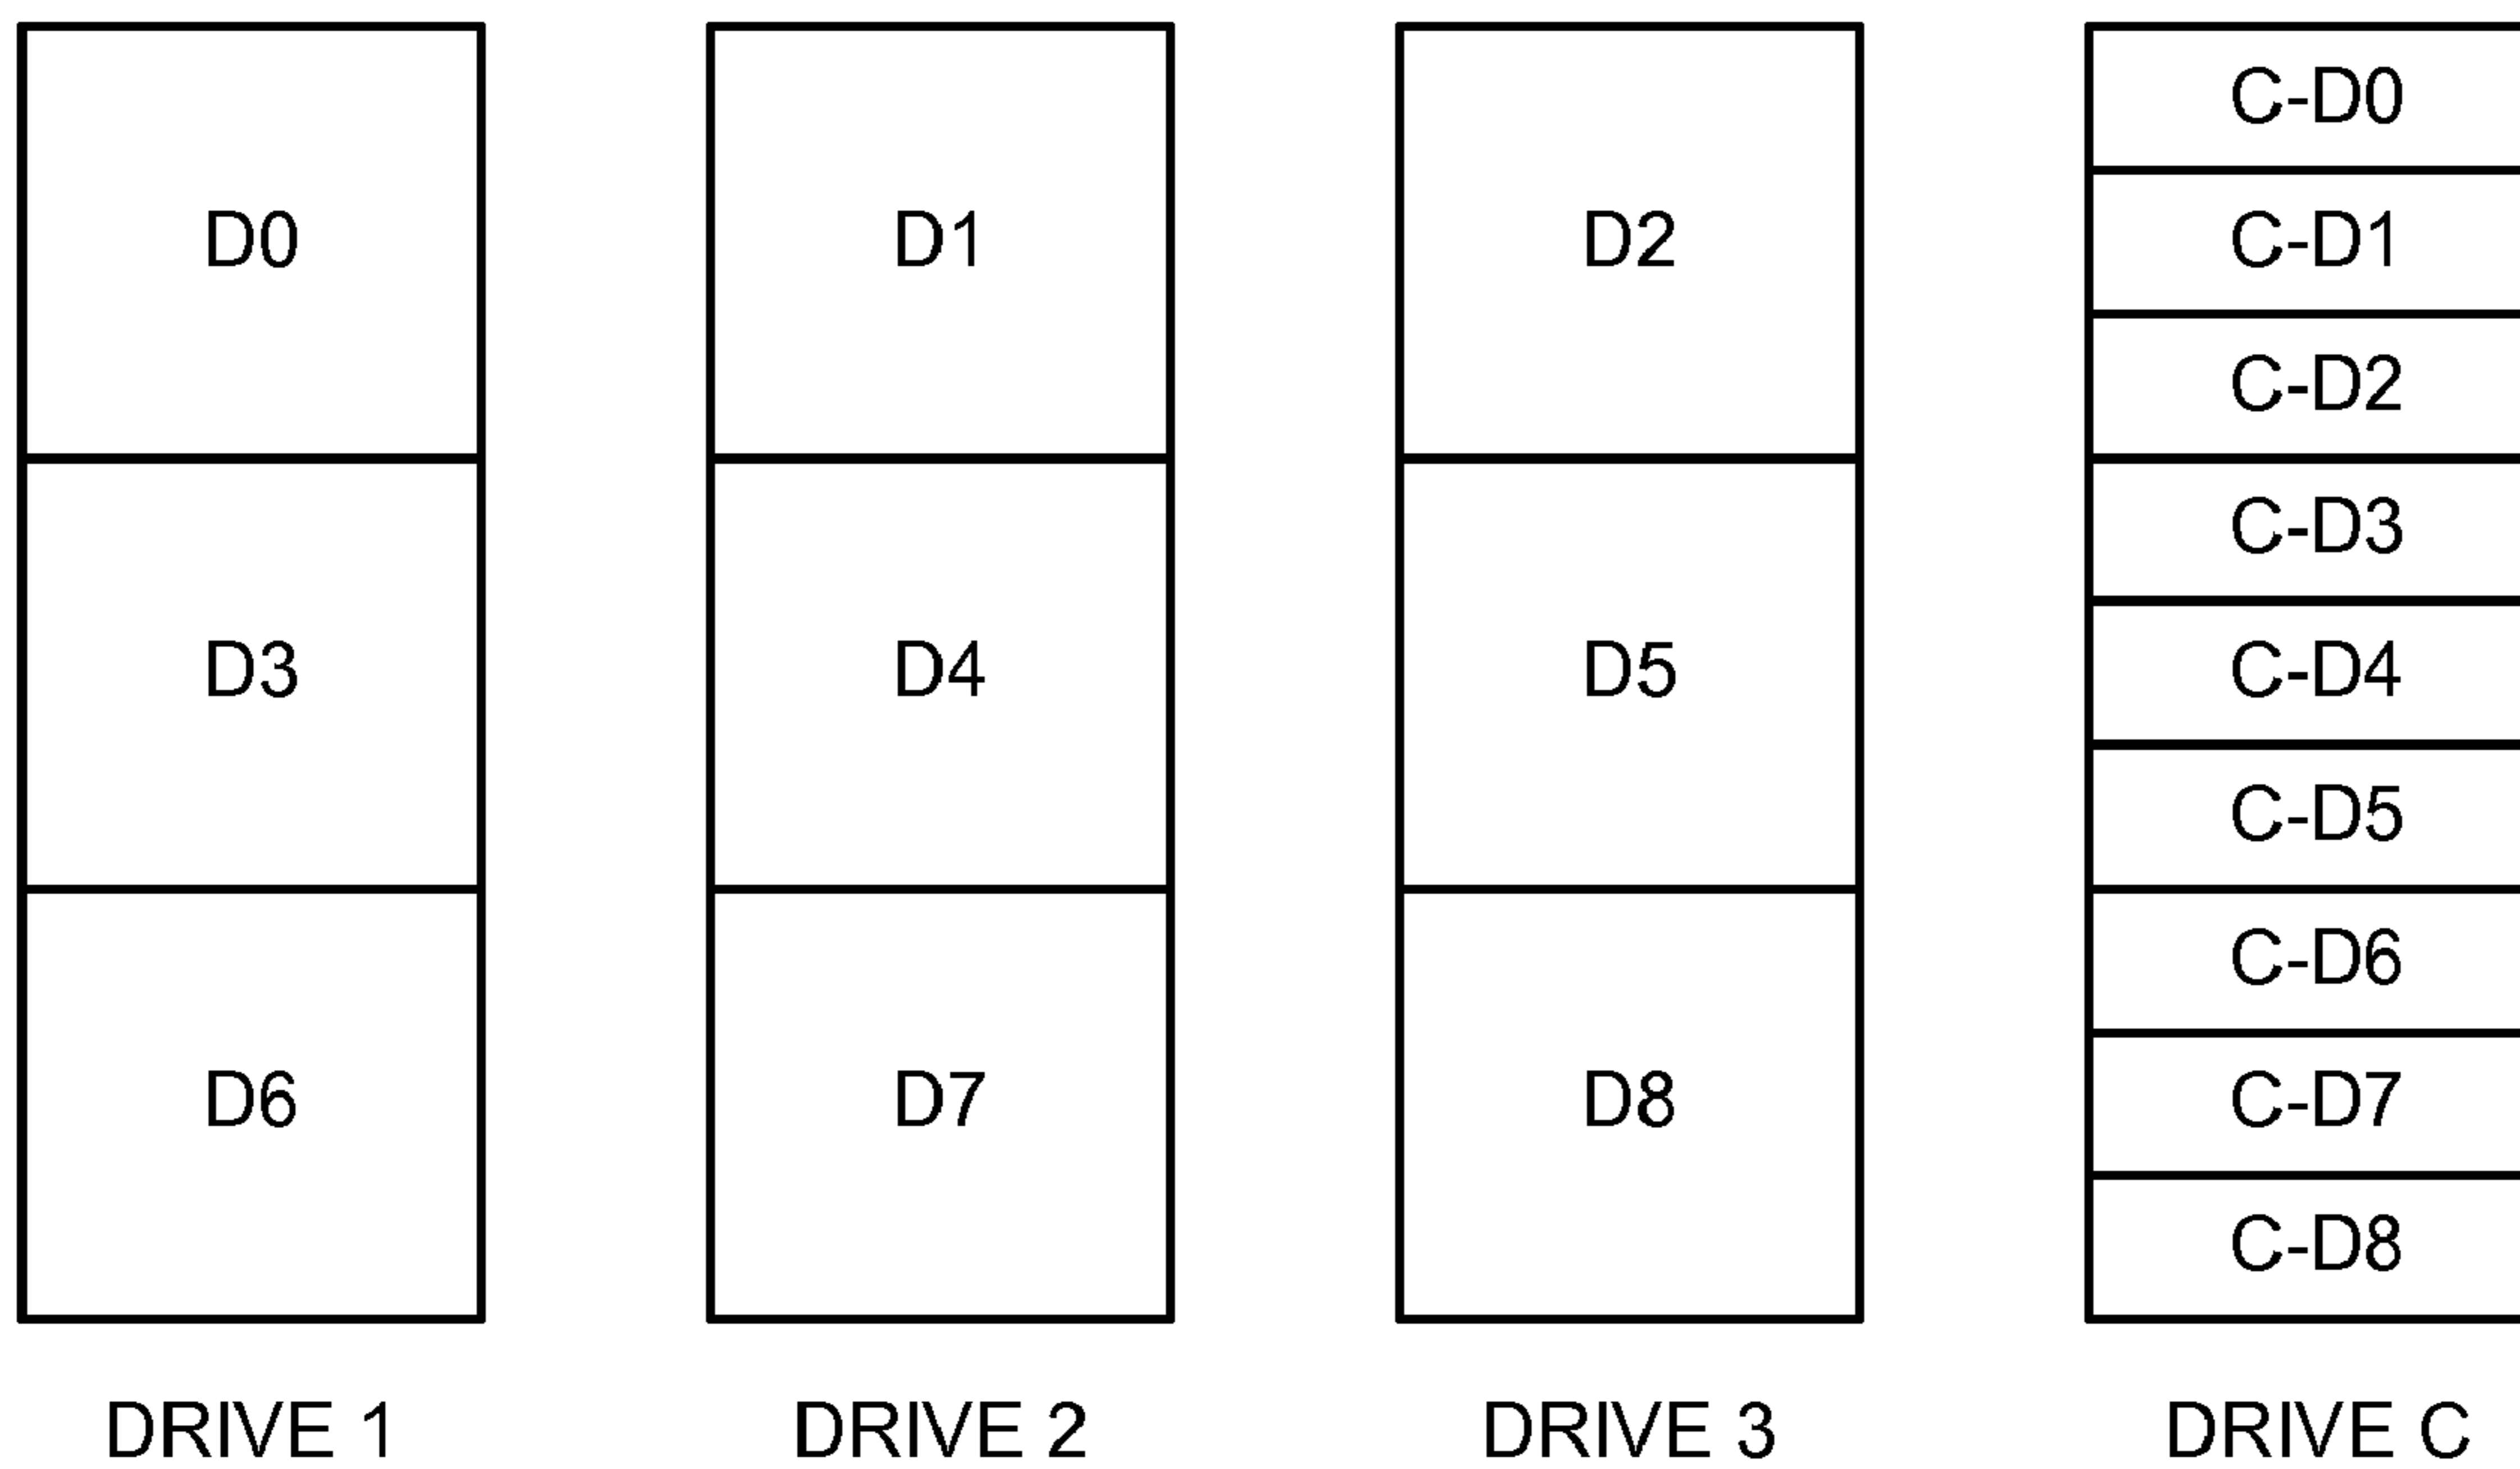 D0
D3
D6
DRIVE 1
D1
D4
D7
DRIVE 2
D2
D5
D8
DRIVE 3
C-D0
C-D1
C-D2
C-D3
C-D4
C-D5
C-D6
C-D7
C-D8
DRIVE C